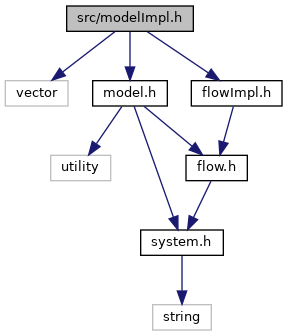 src/modelImpl.h
vector
model.h
flowImpl.h
utility
flow.h
system.h
string